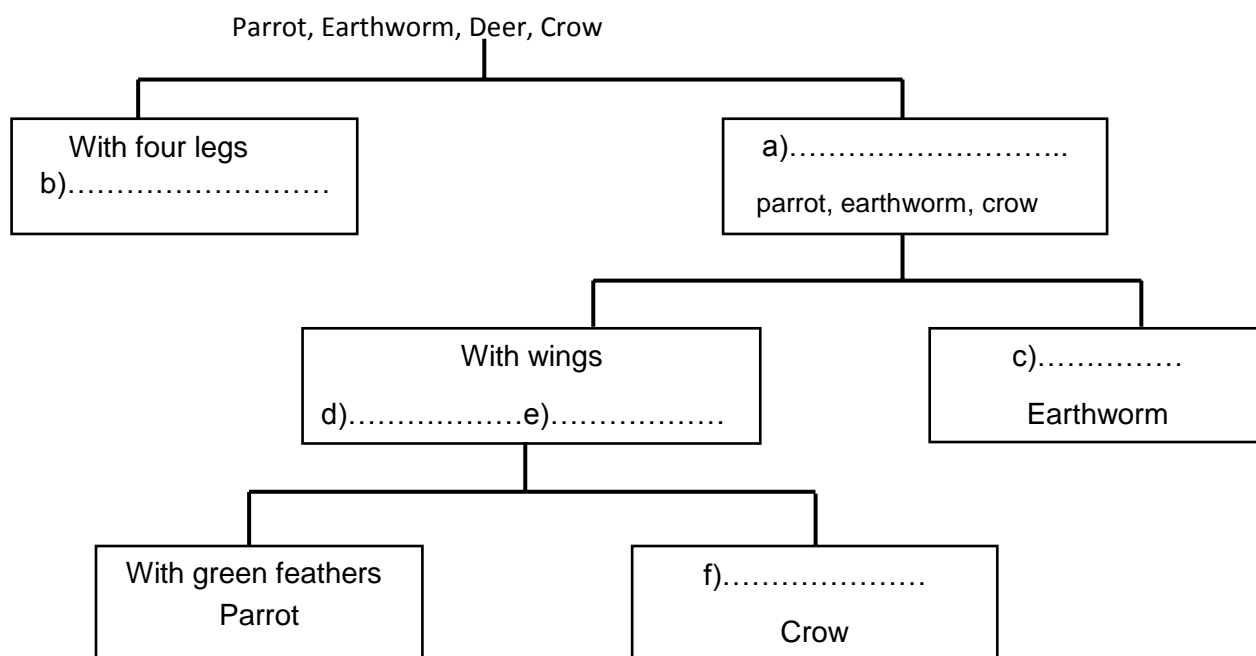 Parrot, Earthworm, Deer, Crow
With four legs
b)………………………
a)………………………..
parrot, earthworm, crow
With wings
d)………………e)………………
c)……………
Earthworm
With green feathers
Parrot
f)…………………
Crow